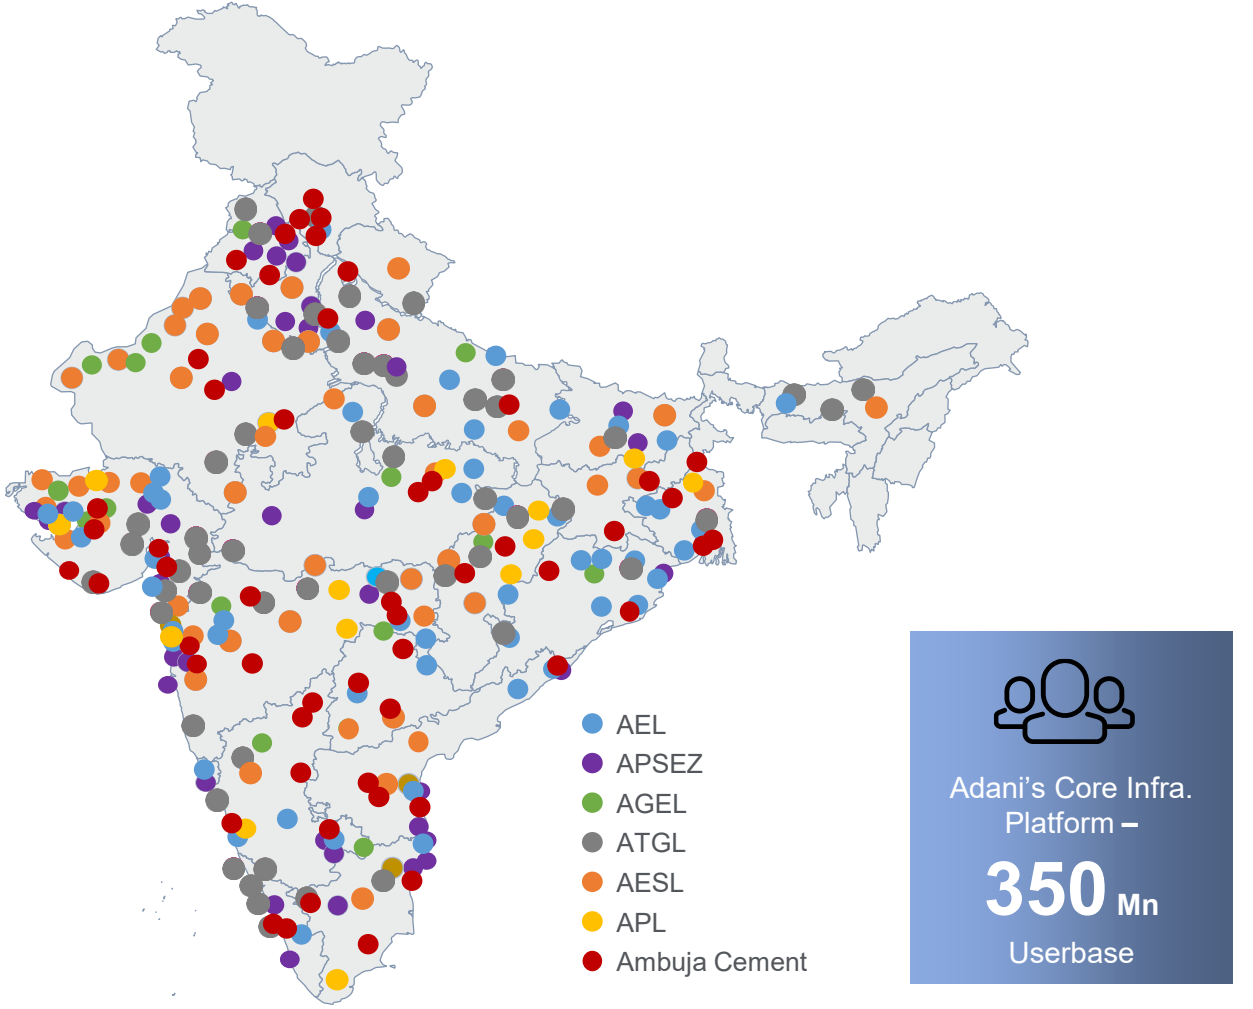 AEL
APSEZ
AGEL
ATGL
AESL
APL
Ambuja Cement
Adani’s Core Infra.
Platform –
350 Mn
Userbase